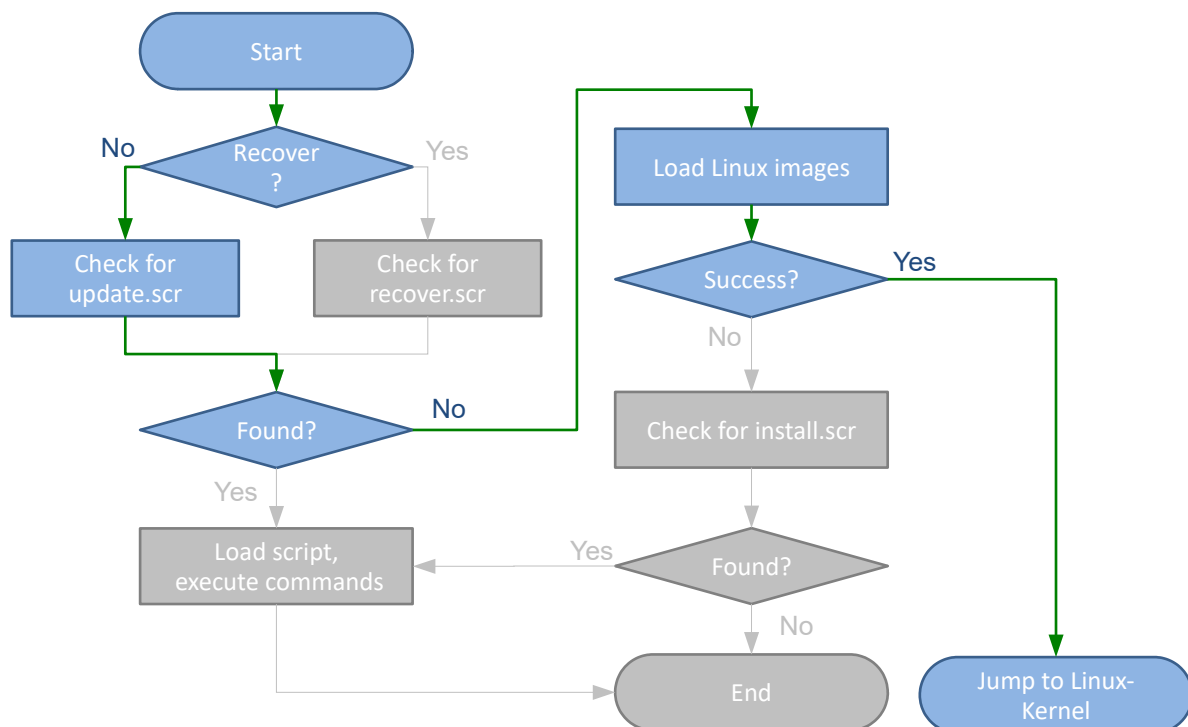 Start
No
Recover
?
Yes
Check for
update.scr
Check for
recover.scr
Found?
No
Yes
Load script,
execute commands
Load Linux images
Success?
Yes
No
Check for install.scr
Found?
Yes
No
End
Jump to Linux-
Kernel